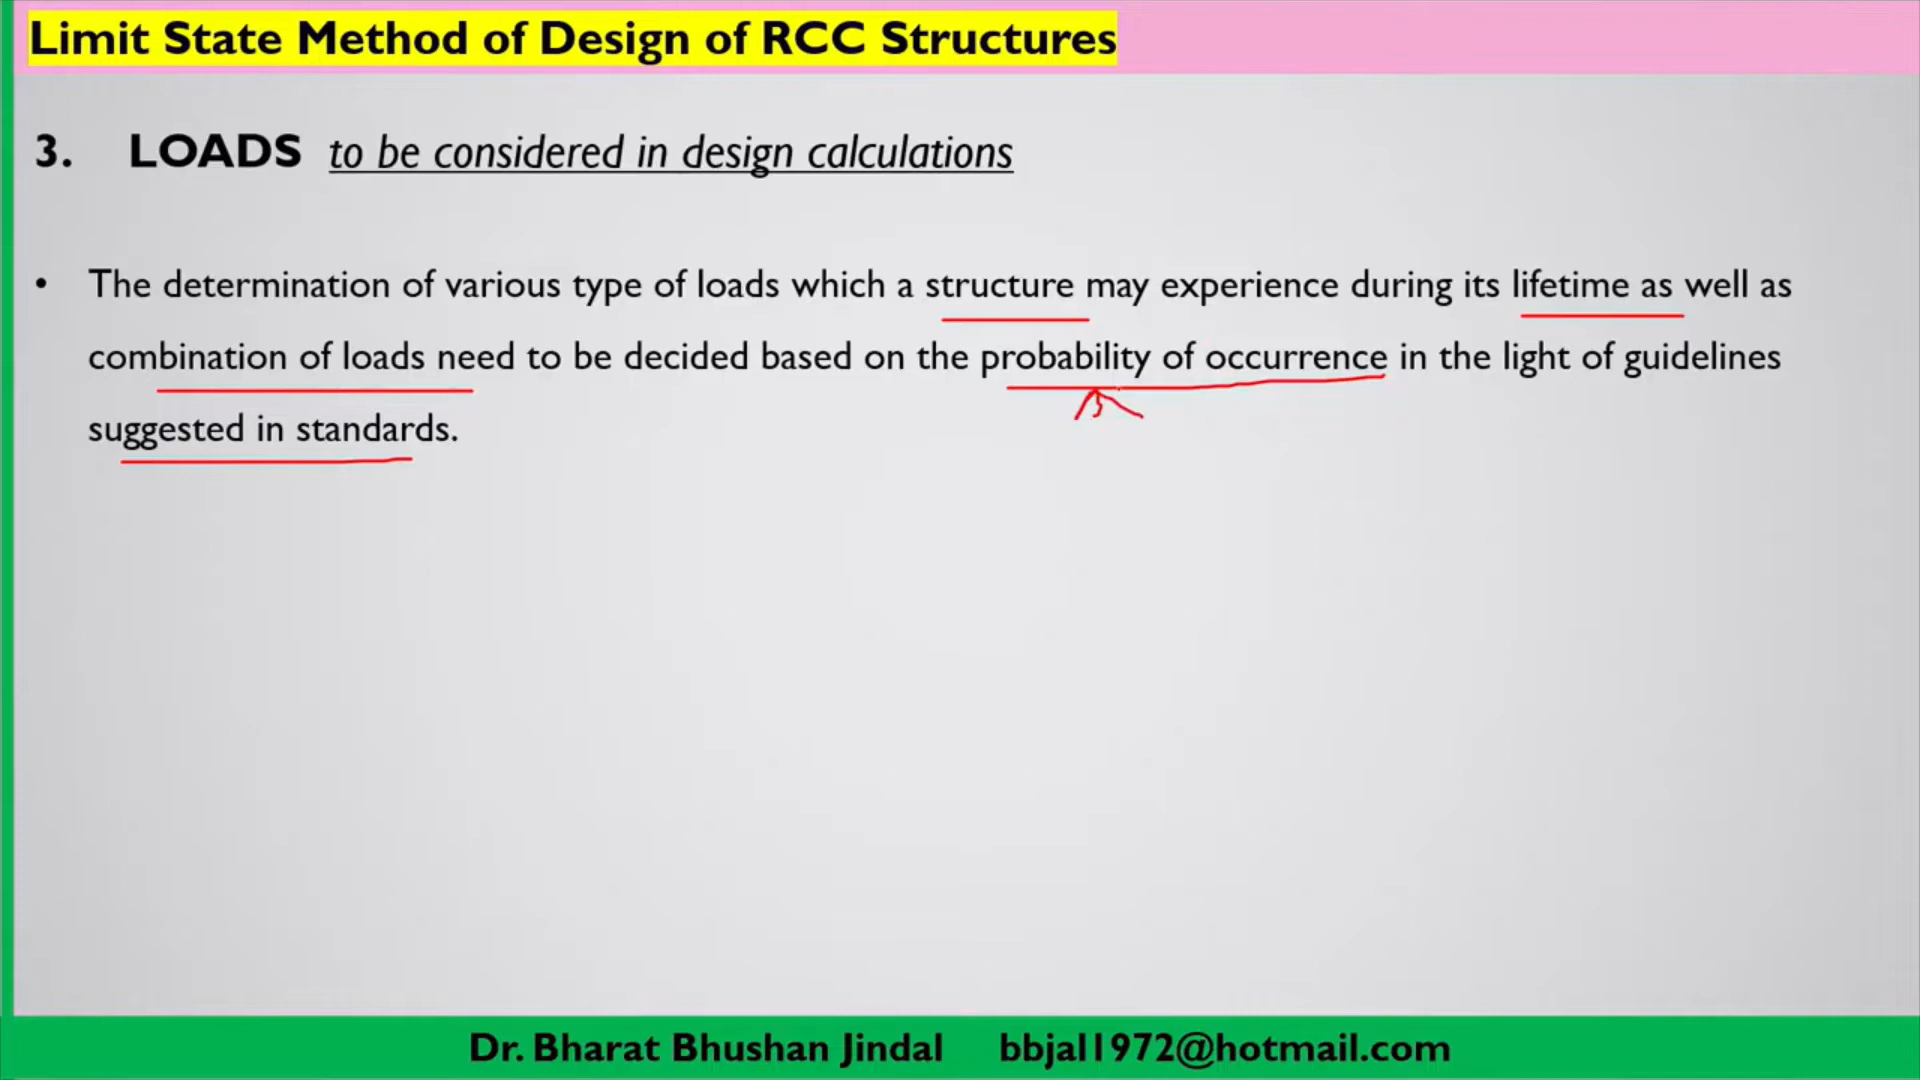 Limit State Method of Design of RCC Structures
3. LOADS to be considered in design calculations
• The determination of various type of loads which a structure may experience during its lifetime as well as
combination of loads need to be decided based on the probability of occurrence in the light of guidelines
suggested in standards.
Dr. Bharat Bhushan Jindal bbjal1972@hotmail.com